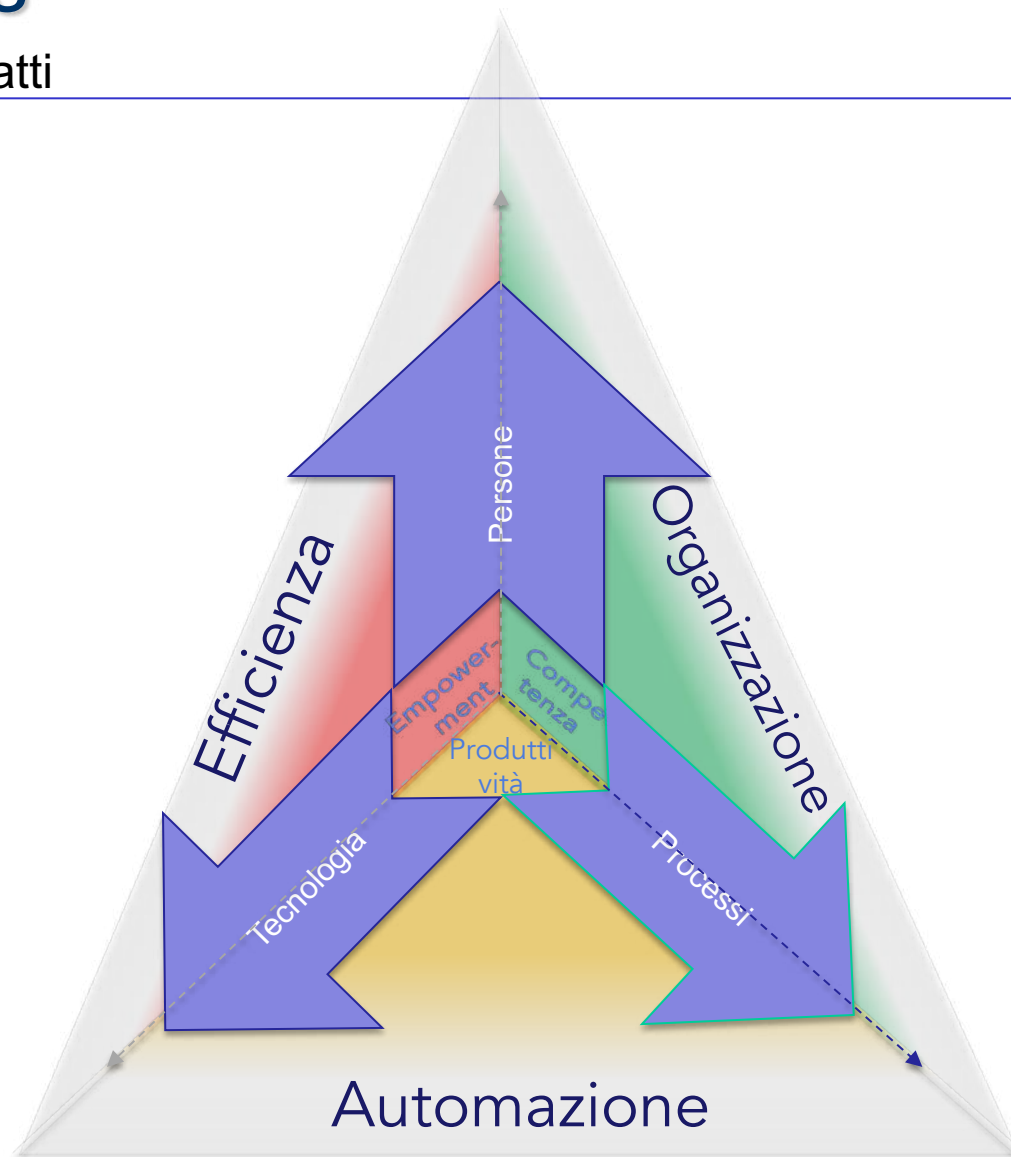 atti
Persone
Efficienza
Organizzazione
Empower-
ment
Compe
tenza
Produtti
vità
Tecnologia
Processi
Automazione